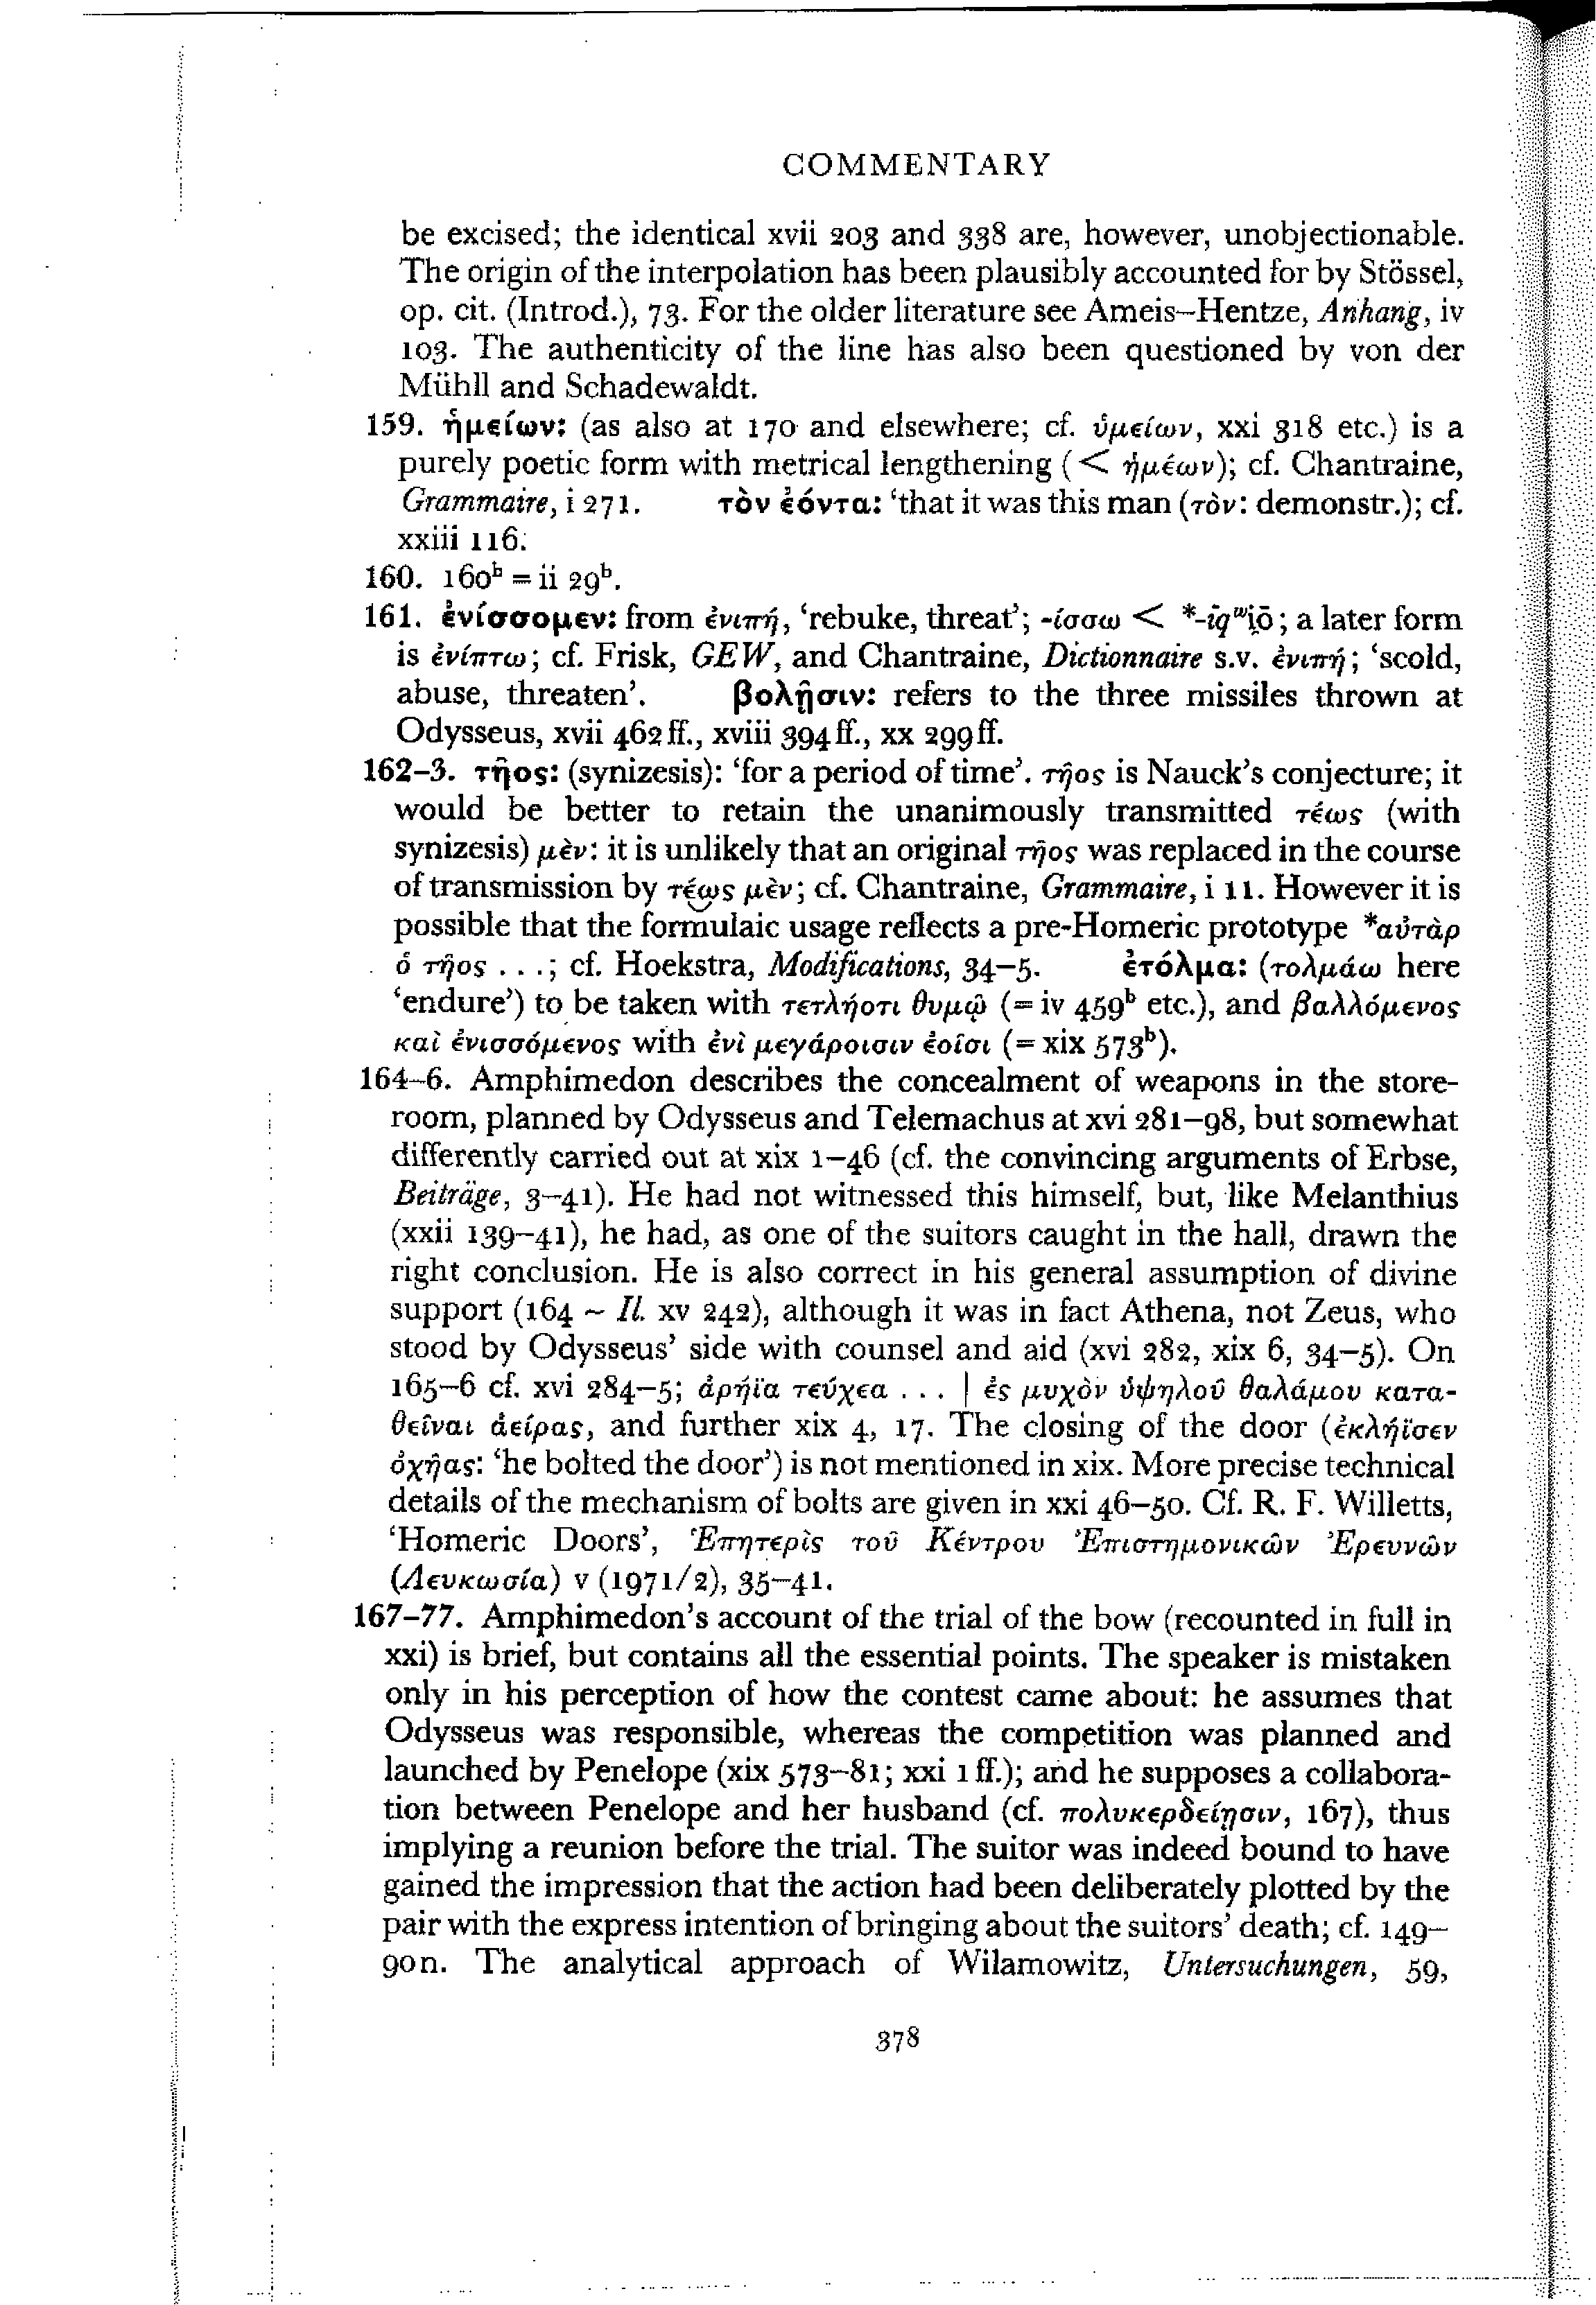 COMMENTARY
be excised; the identical xvii 203 and 338 are, however, unobjectionable.
The origin of the interpolation has been plausibly accounted for by Stössel,
op. cit. (Introd.), 73. For the older literature see Ameis–Hentze, Anhang, iv
103. The authenticity of the line has also been questioned by von der
Mühll and Schadewaldt.
159. ἡμείων: (as also at 170 and elsewhere; cf. ὑμείων, xxi 318 etc.) is a
purely poetic form with metrical lengthening (< ἡμέων); cf. Chantraine,
Grammaire, i 271. τὸν ἐόντα: ‘that it was this man (τὸν: demonstr.); cf.
xxiii 116.
160. 160ᵇ = ii 29ᵇ.
161. ἐνίσσομεν: from ἐνιπή, ‘rebuke, threat’; -ίσσω < *-īqʷi̯ō; a later form
is ἐνίπτω; cf. Frisk, GEW, and Chantraine, Dictionnaire s.v. ἐνιπή; ‘scold,
abuse, threaten’. βολῇσιν: refers to the three missiles thrown at
Odysseus, xvii 462 ff., xviii 394 ff., xx 299 ff.
162–3. τῆος: (synizesis): ‘for a period of time’. τῆος is Nauck’s conjecture; it
would be better to retain the unanimously transmitted τέως (with
synizesis) μὲν: it is unlikely that an original τῆος was replaced in the course
of transmission by τέως μὲν; cf. Chantraine, Grammaire, i 11. However it is
possible that the formulaic usage reflects a pre-Homeric prototype *αὐτὰρ
ὁ τῆος . . .; cf. Hoekstra, Modifications, 34–5. ἐτόλμα: (τολμάω here
‘endure’) to be taken with τετλήοτι θυμῷ (= iv 459ᵇ etc.), and βαλλόμενος
καὶ ἐνισσόμενος with ἐνὶ μεγάροισιν ἑοῖσι (= xix 573ᵇ).
164–6. Amphimedon describes the concealment of weapons in the store-
room, planned by Odysseus and Telemachus at xvi 281–98, but somewhat
differently carried out at xix 1–46 (cf. the convincing arguments of Erbse,
Beiträge, 3–41). He had not witnessed this himself, but, like Melanthius
(xxii 139–41), he had, as one of the suitors caught in the hall, drawn the
right conclusion. He is also correct in his general assumption of divine
support (164 ~ Il. xv 242), although it was in fact Athena, not Zeus, who
stood by Odysseus’ side with counsel and aid (xvi 282, xix 6, 34–5). On
165–6 cf. xvi 284–5; ἀρήϊα τεύχεα . . . | ἐς μυχὸν ὑψηλοῦ θαλάμου κατα-
θεῖναι ἀείρας, and further xix 4, 17. The closing of the door (ἐκλήϊσεν
ὀχῆας: ‘he bolted the door’) is not mentioned in xix. More precise technical
details of the mechanism of bolts are given in xxi 46–50. Cf. R. F. Willetts,
‘Homeric Doors’, Ἐπητερὶς τοῦ Κέντρου Ἐπιστημονικῶν Ἐρευνῶν
(Λευκωσία) v (1971/2), 35–41.
167–77. Amphimedon’s account of the trial of the bow (recounted in full in
xxi) is brief, but contains all the essential points. The speaker is mistaken
only in his perception of how the contest came about: he assumes that
Odysseus was responsible, whereas the competition was planned and
launched by Penelope (xix 573–81; xxi 1 ff.); and he supposes a collabora-
tion between Penelope and her husband (cf. πολυκερδείῃσιν, 167), thus
implying a reunion before the trial. The suitor was indeed bound to have
gained the impression that the action had been deliberately plotted by the
pair with the express intention of bringing about the suitors’ death; cf. 149–
90 n. The analytical approach of Wilamowitz, Untersuchungen, 59,
378